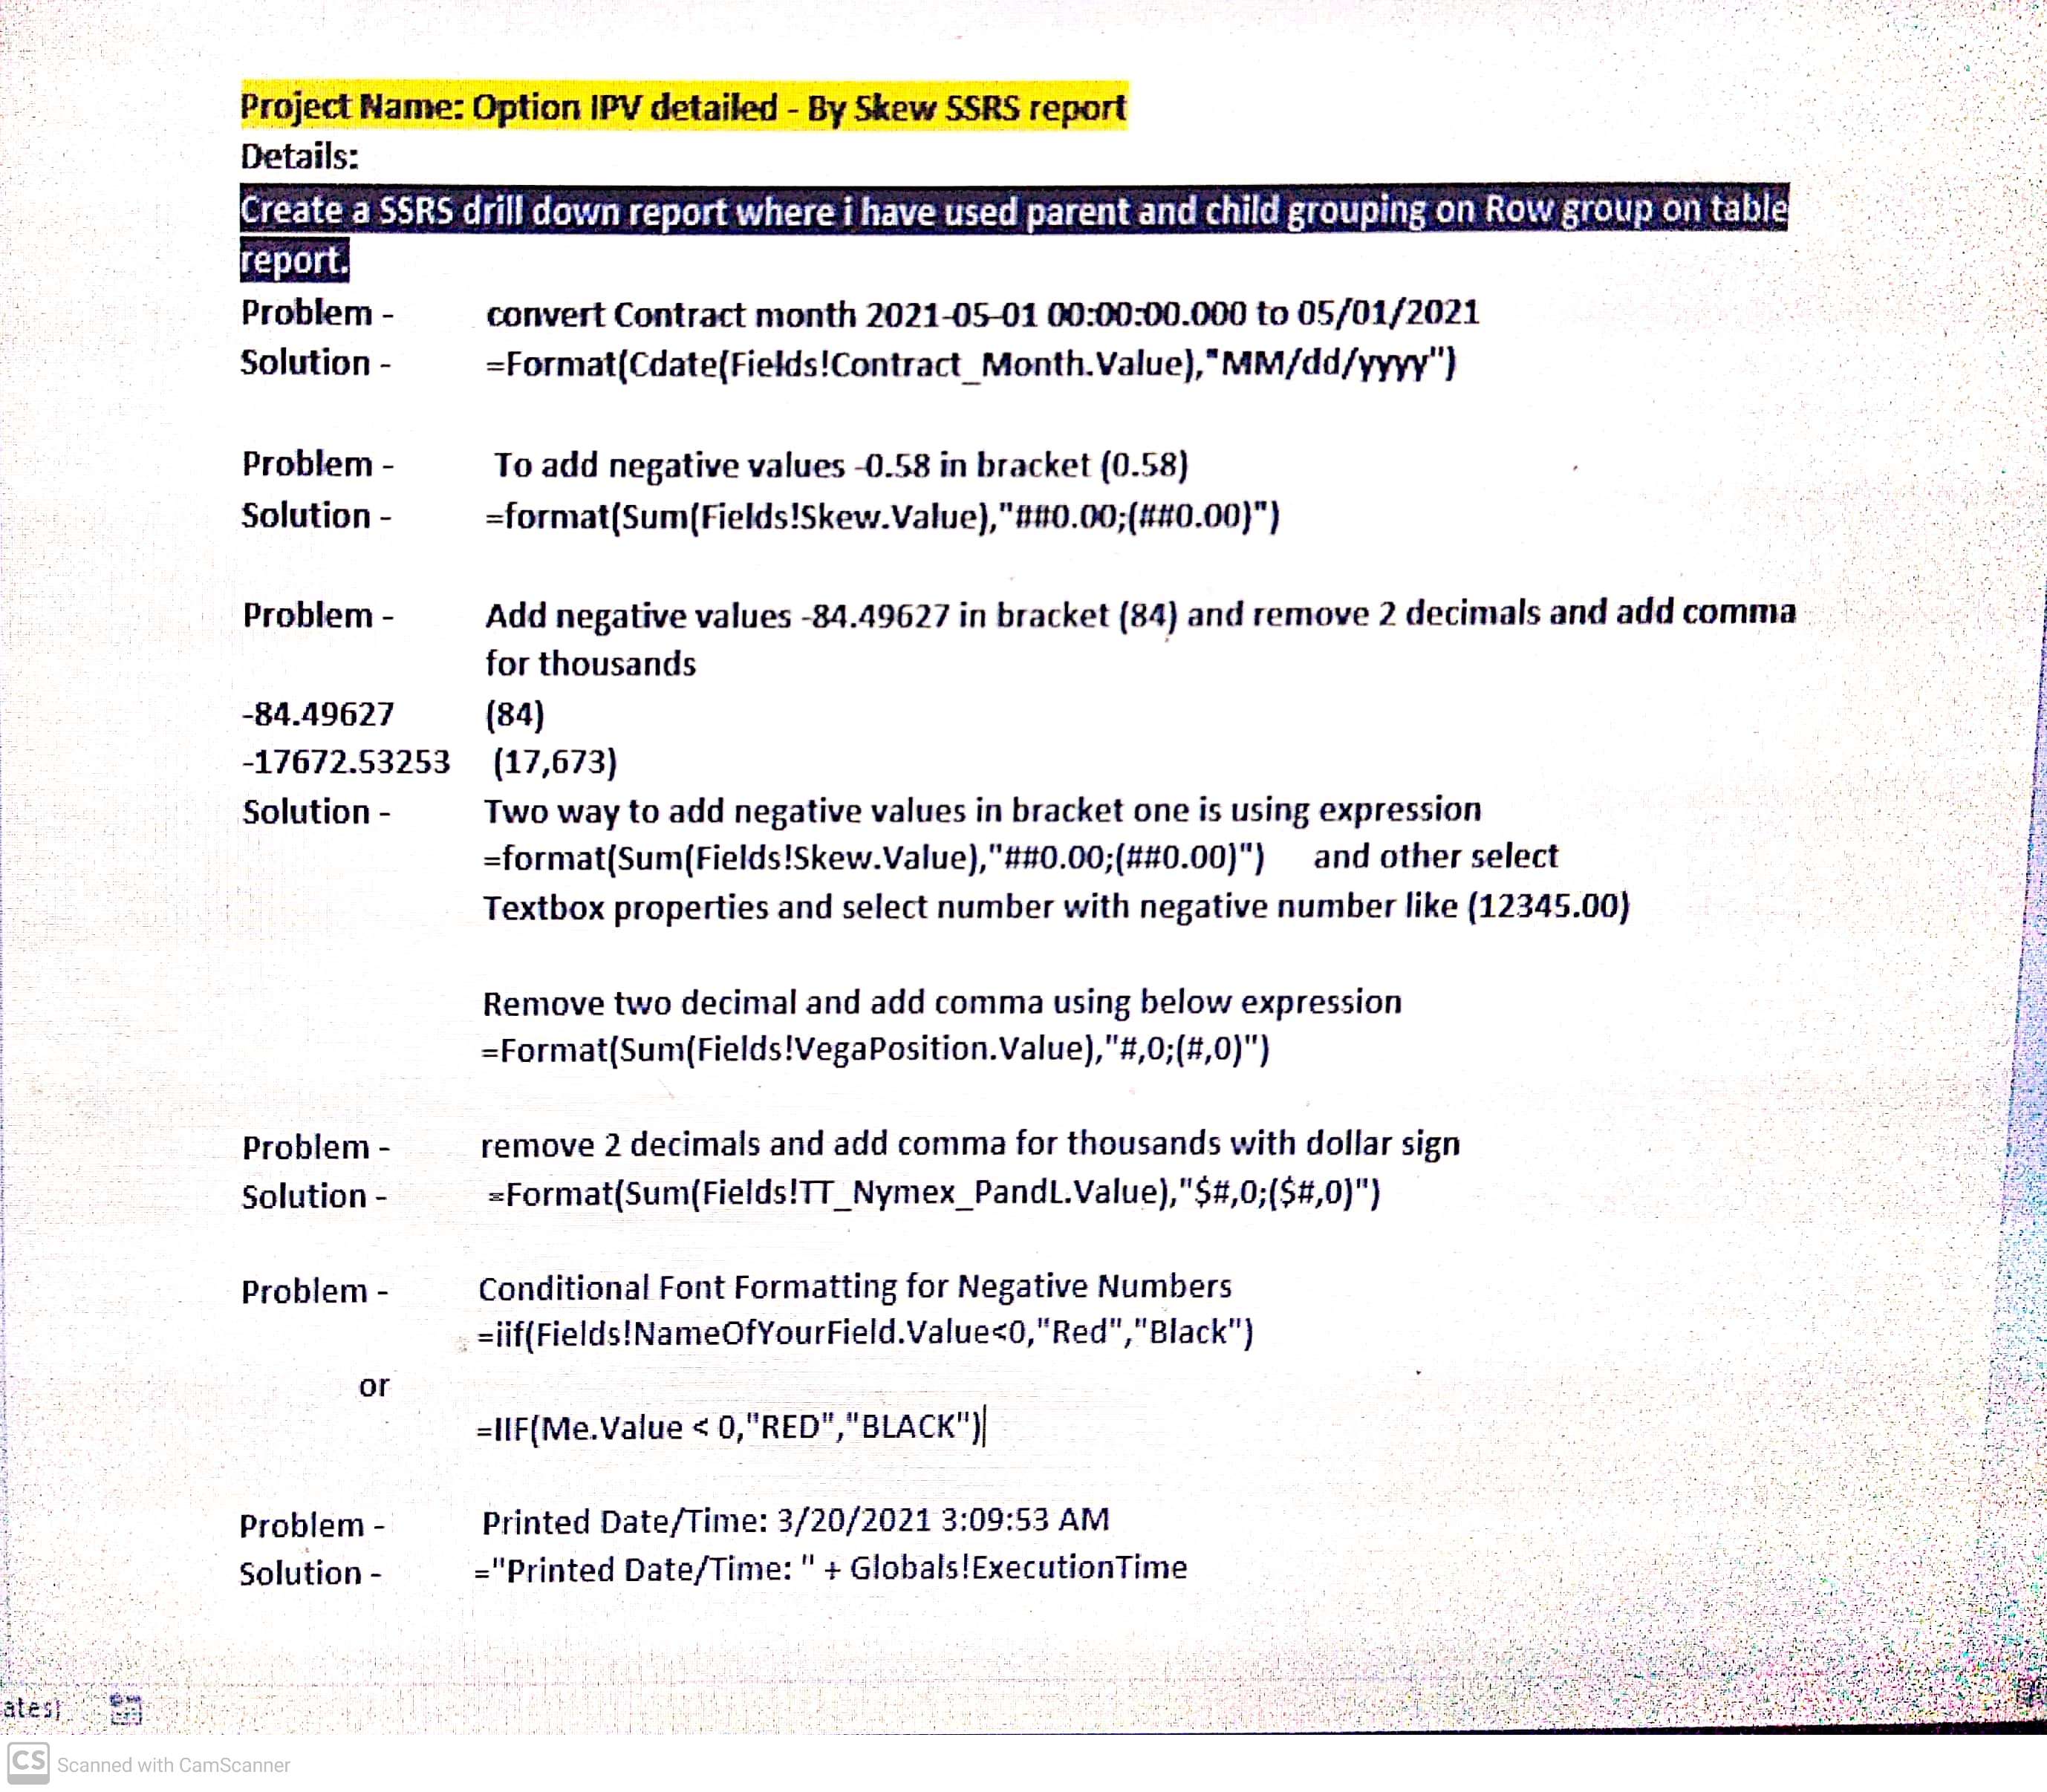 Project Name: Option IPV detailed - By Skew SSRS report
Details:
Create a SSRS drill down report where i have used parent and child grouping on Row group on table
report.
Problem - convert Contract month 2021-05-01 00:00:00.000 to 05/01/2021
Solution - =Format(Cdate(Fields!Contract_Month.Value),"MM/dd/yyyy")
Problem - To add negative values -0.58 in bracket (0.58)
Solution - =format(Sum(Fields!Skew.Value),"##0.00;(##0.00)")
Problem - Add negative values -84.49627 in bracket (84) and remove 2 decimals and add comma
for thousands
-84.49627 (84)
-17672.53253 (17,673)
Solution - Two way to add negative values in bracket one is using expression
=format(Sum(Fields!Skew.Value),"##0.00;(##0.00)") and other select
Textbox properties and select number with negative number like (12345.00)
Remove two decimal and add comma using below expression
=Format(Sum(Fields!VegaPosition.Value),"#,0;(#,0)")
Problem - remove 2 decimals and add comma for thousands with dollar sign
Solution - =Format(Sum(Fields!TT_Nymex_PandL.Value),"$#,0;($#,0)")
Problem - Conditional Font Formatting for Negative Numbers
=iif(Fields!NameOfYourField.Value<0,"Red","Black")
or
=IIF(Me.Value < 0,"RED","BLACK")
Problem - Printed Date/Time: 3/20/2021 3:09:53 AM
Solution - ="Printed Date/Time: " + Globals!ExecutionTime
ates)
CS Scanned with CamScanner